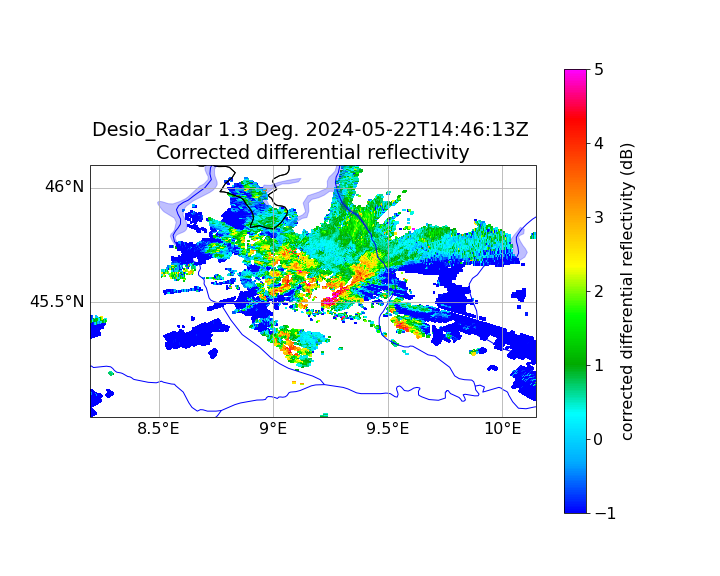 Desio_Radar 1.3 Deg. 2024-05-22T14:46:13Z
Corrected differential reflectivity
46°N
45.5°N
8.5°E
9°E
9.5°E
10°E
5
4
3
2
1
0
−1
corrected differential reflectivity (dB)